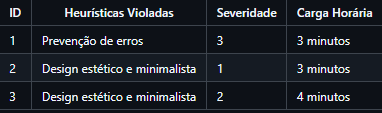 ID Heurísticas Violadas Severidade Carga Horária
1 Prevenção de erros 3 3 minutos
2 Design estético e minimalista 1 3 minutos
3 Design estético e minimalista 2 4 minutos